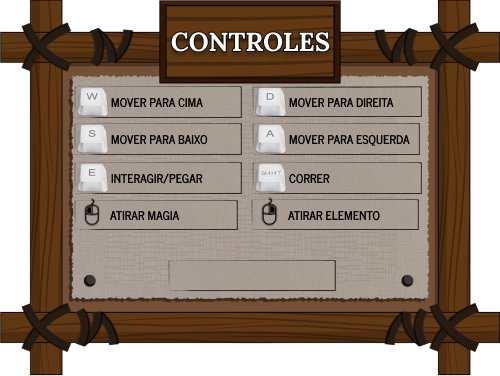 CONTROLES
W MOVER PARA CIMA
D MOVER PARA DIREITA
S MOVER PARA BAIXO
A MOVER PARA ESQUERDA
E INTERAGIR/PEGAR
SHIFT CORRER
ATIRAR MAGIA
ATIRAR ELEMENTO